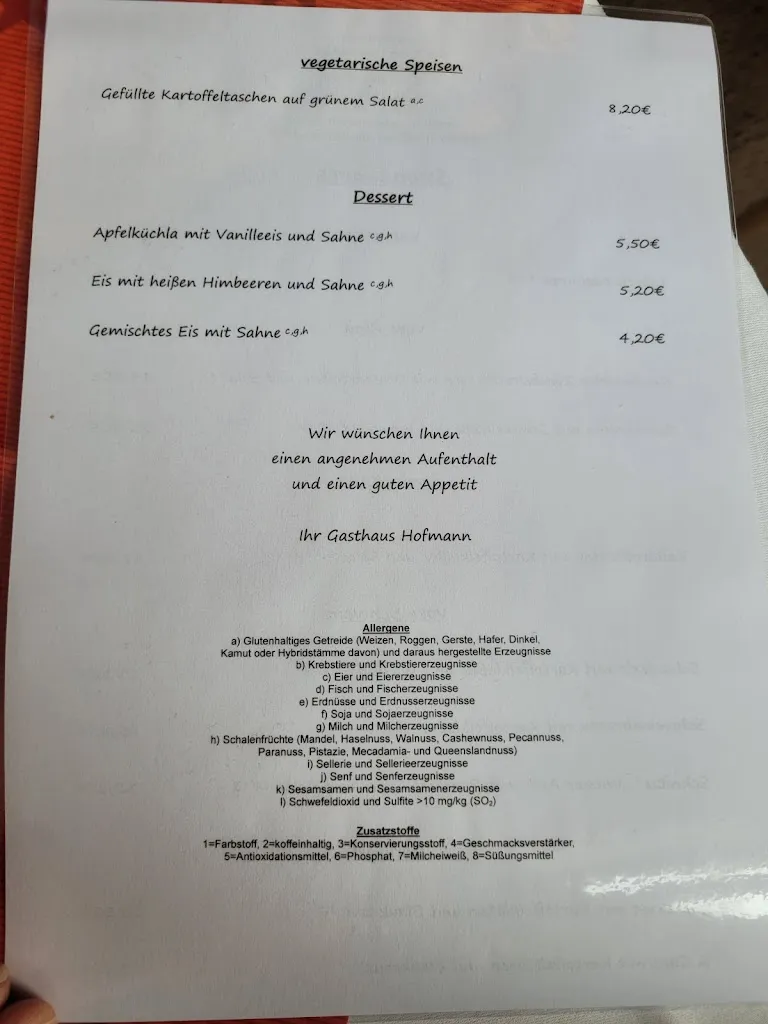 vegetarische Speisen
Gefüllte Kartoffeltaschen auf grünem Salat a,c 8,20€
Dessert
Apfelküchla mit Vanilleeis und Sahne c,g,h 5,50€
Eis mit heißen Himbeeren und Sahne c,g,h 5,20€
Gemischtes Eis mit Sahne c,g,h 4,20€
Wir wünschen Ihnen
einen angenehmen Aufenthalt
und einen guten Appetit
Ihr Gasthaus Hofmann
Allergene
a) Glutenhaltiges Getreide (Weizen, Roggen, Gerste, Hafer, Dinkel,
Kamut oder Hybridstämme davon) und daraus hergestellte Erzeugnisse
b) Krebstiere und Krebstiererzeugnisse
c) Eier und Eiererzeugnisse
d) Fisch und Fischerzeugnisse
e) Erdnüsse und Erdnusserzeugnisse
f) Soja und Sojaerzeugnisse
g) Milch und Milcherzeugnisse
h) Schalenfrüchte (Mandel, Haselnuss, Walnuss, Cashewnuss, Pecannuss,
Paranuss, Pistazie, Mecadamia- und Queenslandnuss)
i) Sellerie und Sellerieerzeugnisse
j) Senf und Senferzeugnisse
k) Sesamsamen und Sesamsamenerzeugnisse
l) Schwefeldioxid und Sulfite >10 mg/kg (SO₂)
Zusatzstoffe
1=Farbstoff, 2=koffeinhaltig, 3=Konservierungsstoff, 4=Geschmacksverstärker,
5=Antioxidationsmittel, 6=Phosphat, 7=Milcheiweiß, 8=Süßungsmittel